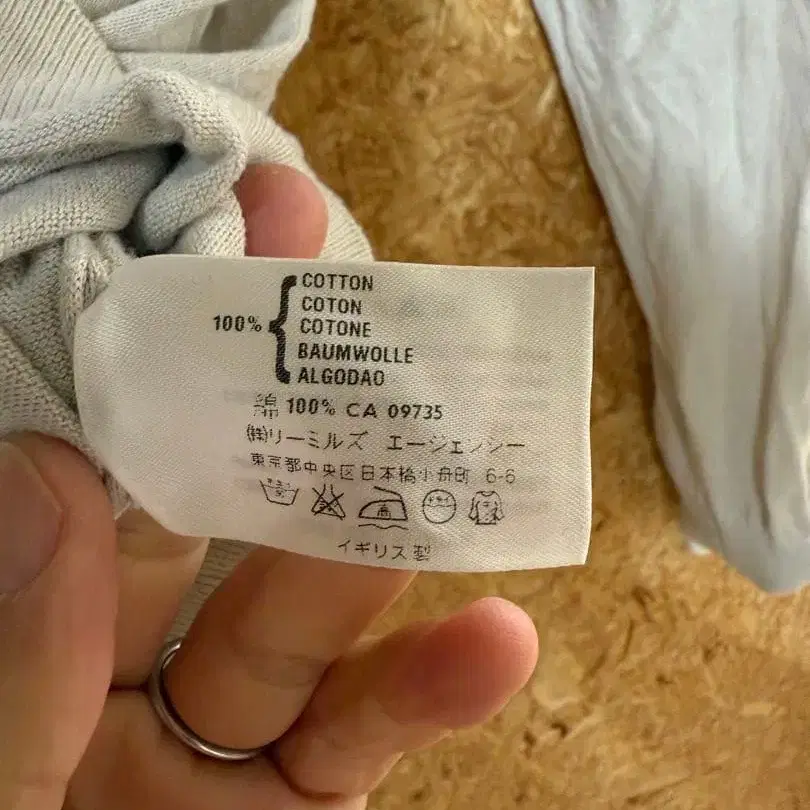 100% { COTTON
COTON
COTONE
BAUMWOLLE
ALGODAO
綿 100% CA 09735
(株)リーミルズ エージェンシー
東京都中央区日本橋小舟町 6-6
イギリス製